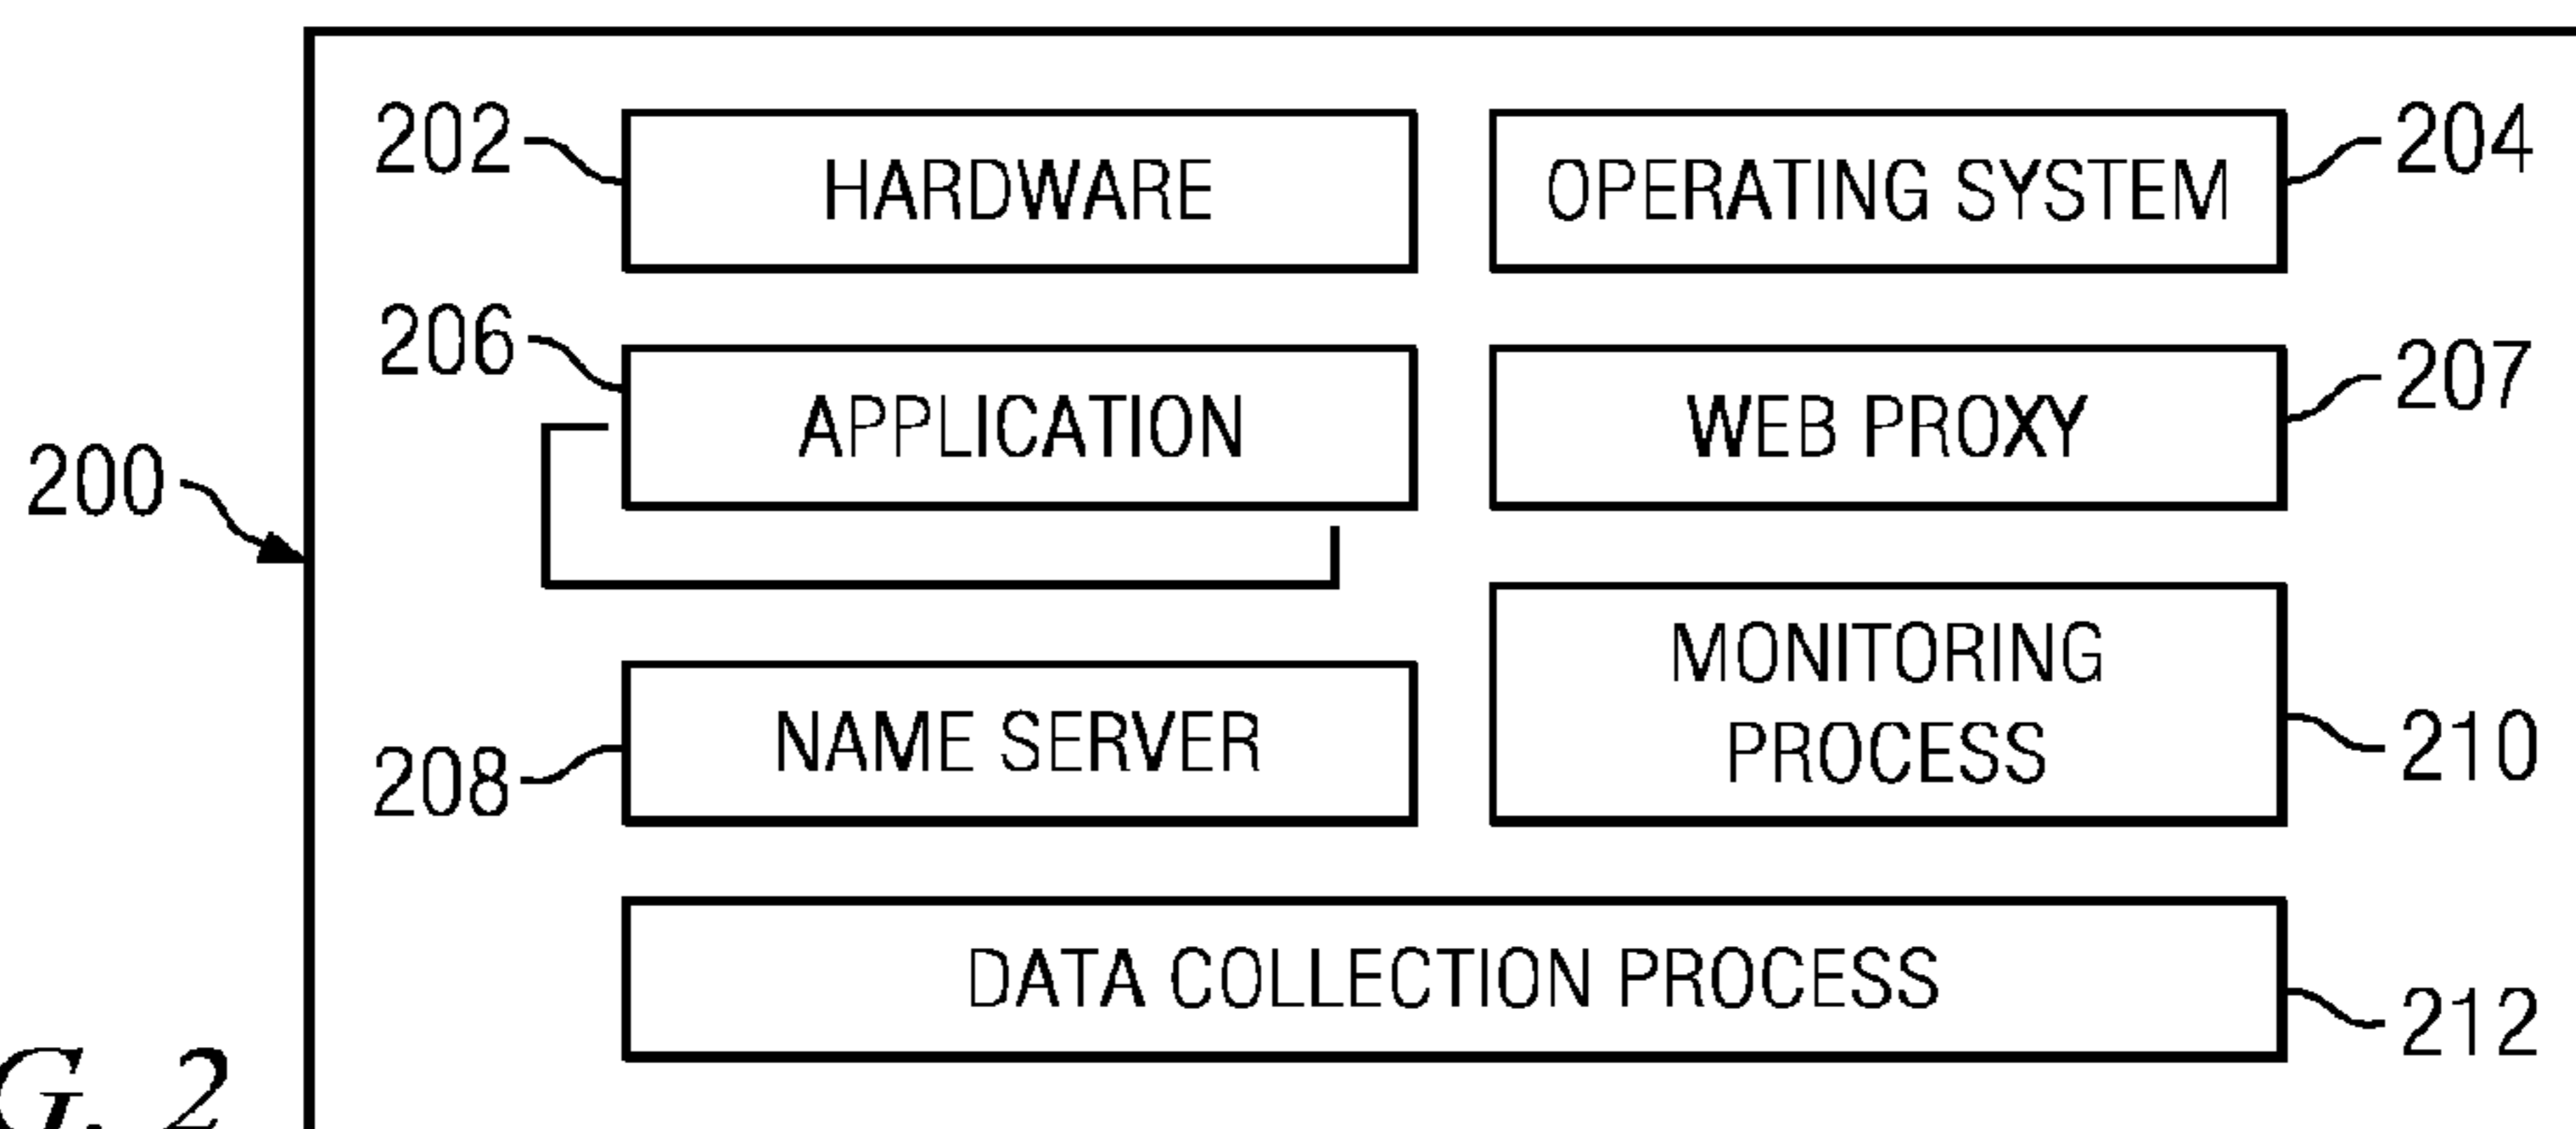 202 HARDWARE OPERATING SYSTEM 204
206 APPLICATION WEB PROXY 207
200
MONITORING
PROCESS 210
208 NAME SERVER
DATA COLLECTION PROCESS 212
G. 2